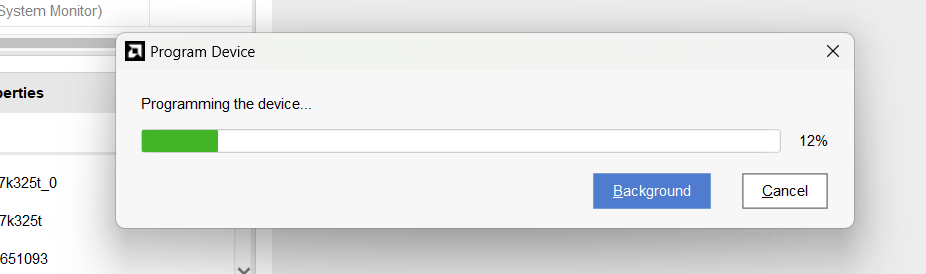 System Monitor)
Program Device
perties
Programming the device...
12%
7k325t_0
Background
Cancel
7k325t
651093